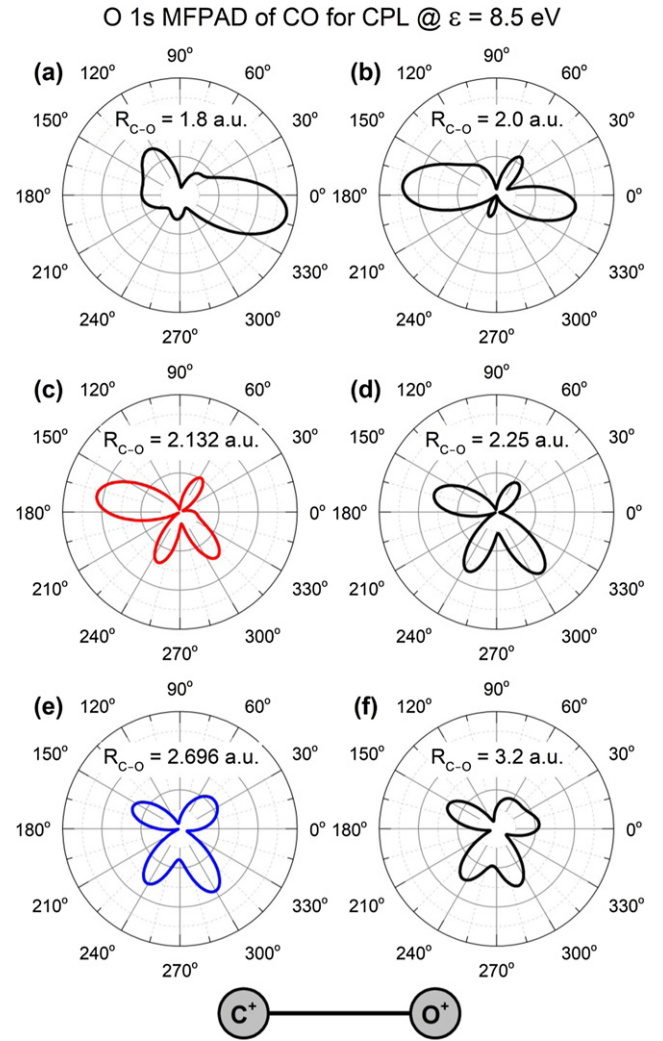 O 1s MFPAD of CO for CPL @ ε = 8.5 eV
(a) 120° 90° 60°
150° R_C–O = 1.8 a.u. 30°
180° 0°
210° 330°
240° 270° 300°
(b) 120° 90° 60°
150° R_C–O = 2.0 a.u. 30°
180° 0°
210° 330°
240° 270° 300°
(c) 120° 90° 60°
150° R_C–O = 2.132 a.u. 30°
180° 0°
210° 330°
240° 270° 300°
(d) 120° 90° 60°
150° R_C–O = 2.25 a.u. 30°
180° 0°
210° 330°
240° 270° 300°
(e) 120° 90° 60°
150° R_C–O = 2.696 a.u. 30°
180° 0°
210° 330°
240° 270° 300°
(f) 120° 90° 60°
150° R_C–O = 3.2 a.u. 30°
180° 0°
210° 330°
240° 270° 300°
C⁺ O⁺